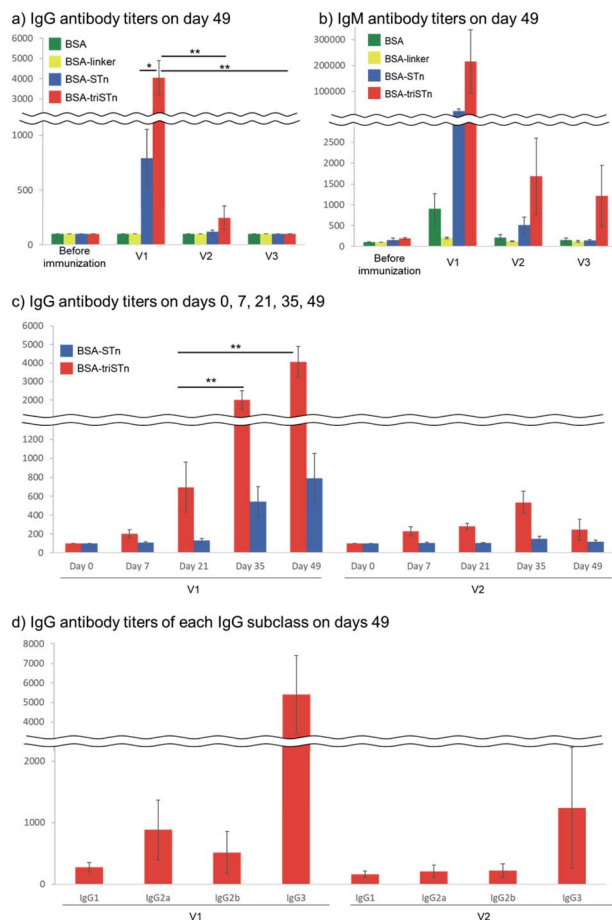 a) IgG antibody titers on day 49
6000
5000
4000
3000
1000
500
0
BSA
BSA-linker
BSA-STn
BSA-triSTn
*
**
**
Before immunization
V1
V2
V3
b) IgM antibody titers on day 49
300000
200000
100000
2500
2000
1500
1000
500
0
BSA
BSA-linker
BSA-STn
BSA-triSTn
Before immunization
V1
V2
V3
c) IgG antibody titers on days 0, 7, 21, 35, 49
6000
5000
4000
3000
2000
1200
1000
800
600
400
200
0
BSA-STn
BSA-triSTn
**
**
Day 0 Day 7 Day 21 Day 35 Day 49 Day 0 Day 7 Day 21 Day 35 Day 49
V1 V2
d) IgG antibody titers of each IgG subclass on days 49
8000
7000
6000
5000
4000
2000
1000
0
IgG1 IgG2a IgG2b IgG3 IgG1 IgG2a IgG2b IgG3
V1 V2